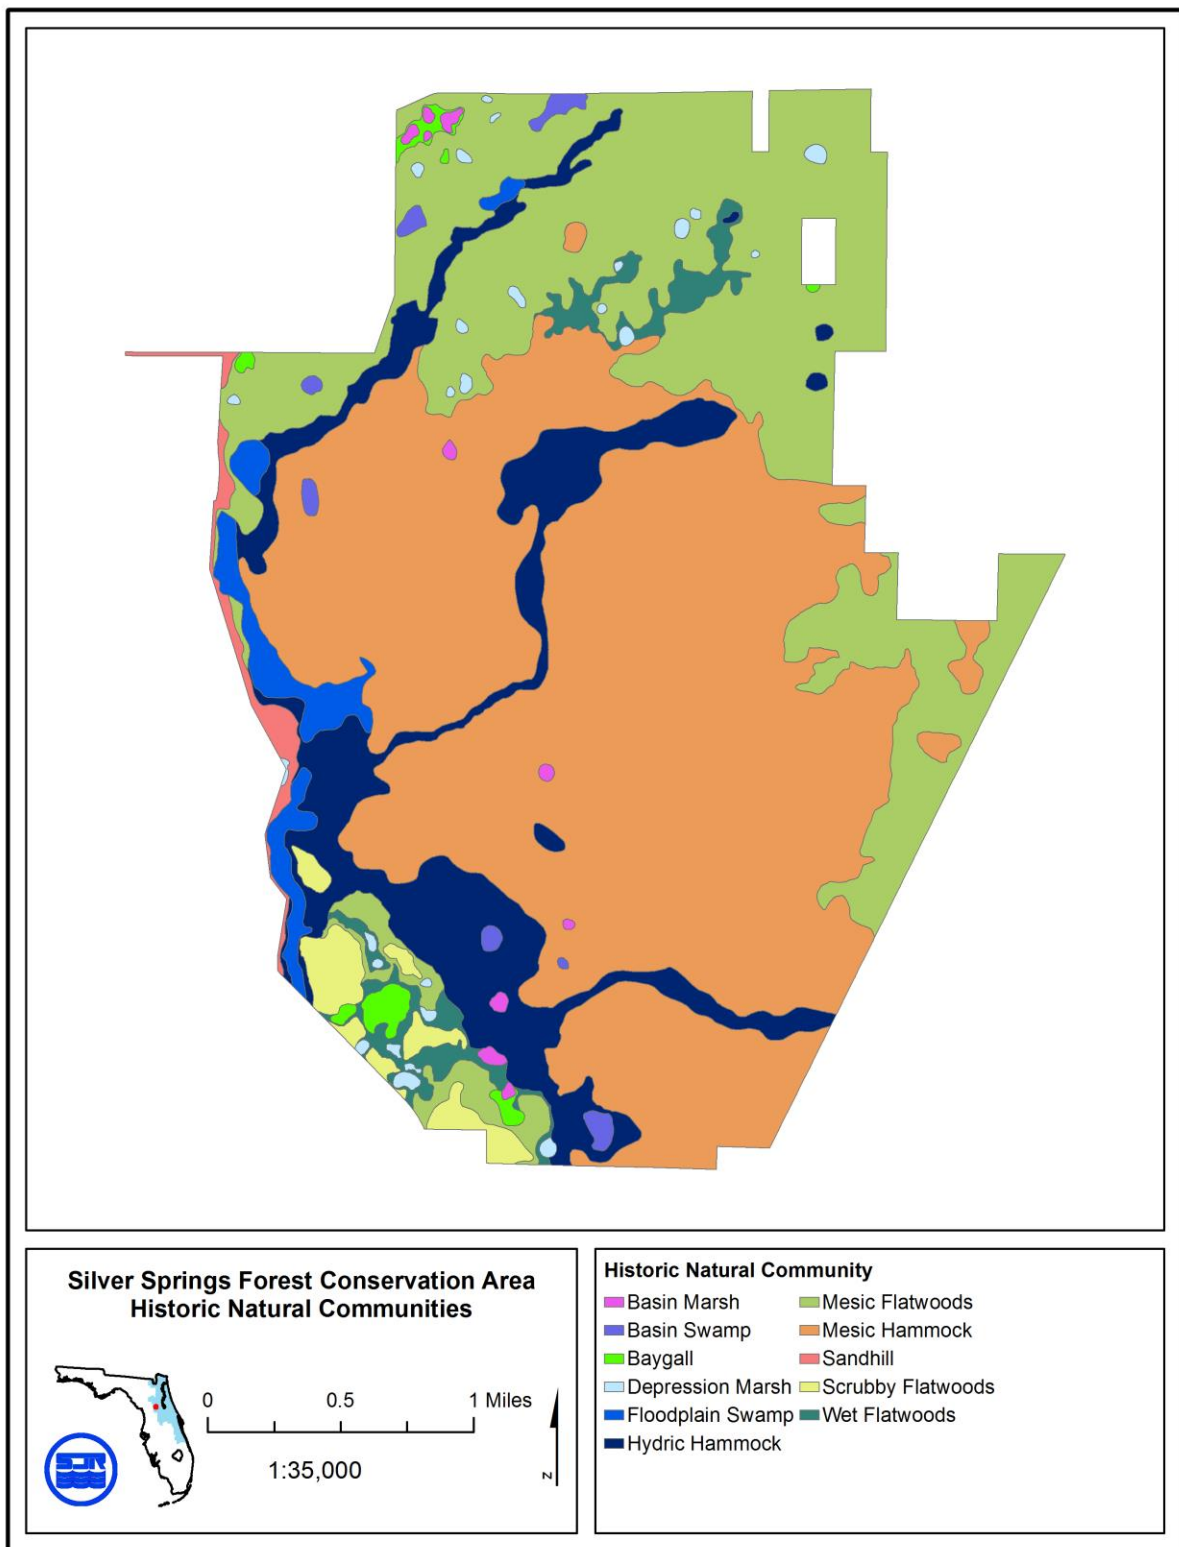 Silver Springs Forest Conservation Area
Historic Natural Communities
0 0.5 1 Miles
1:35,000
SJR
N
Historic Natural Community
Basin Marsh
Basin Swamp
Baygall
Depression Marsh
Floodplain Swamp
Hydric Hammock
Mesic Flatwoods
Mesic Hammock
Sandhill
Scrubby Flatwoods
Wet Flatwoods